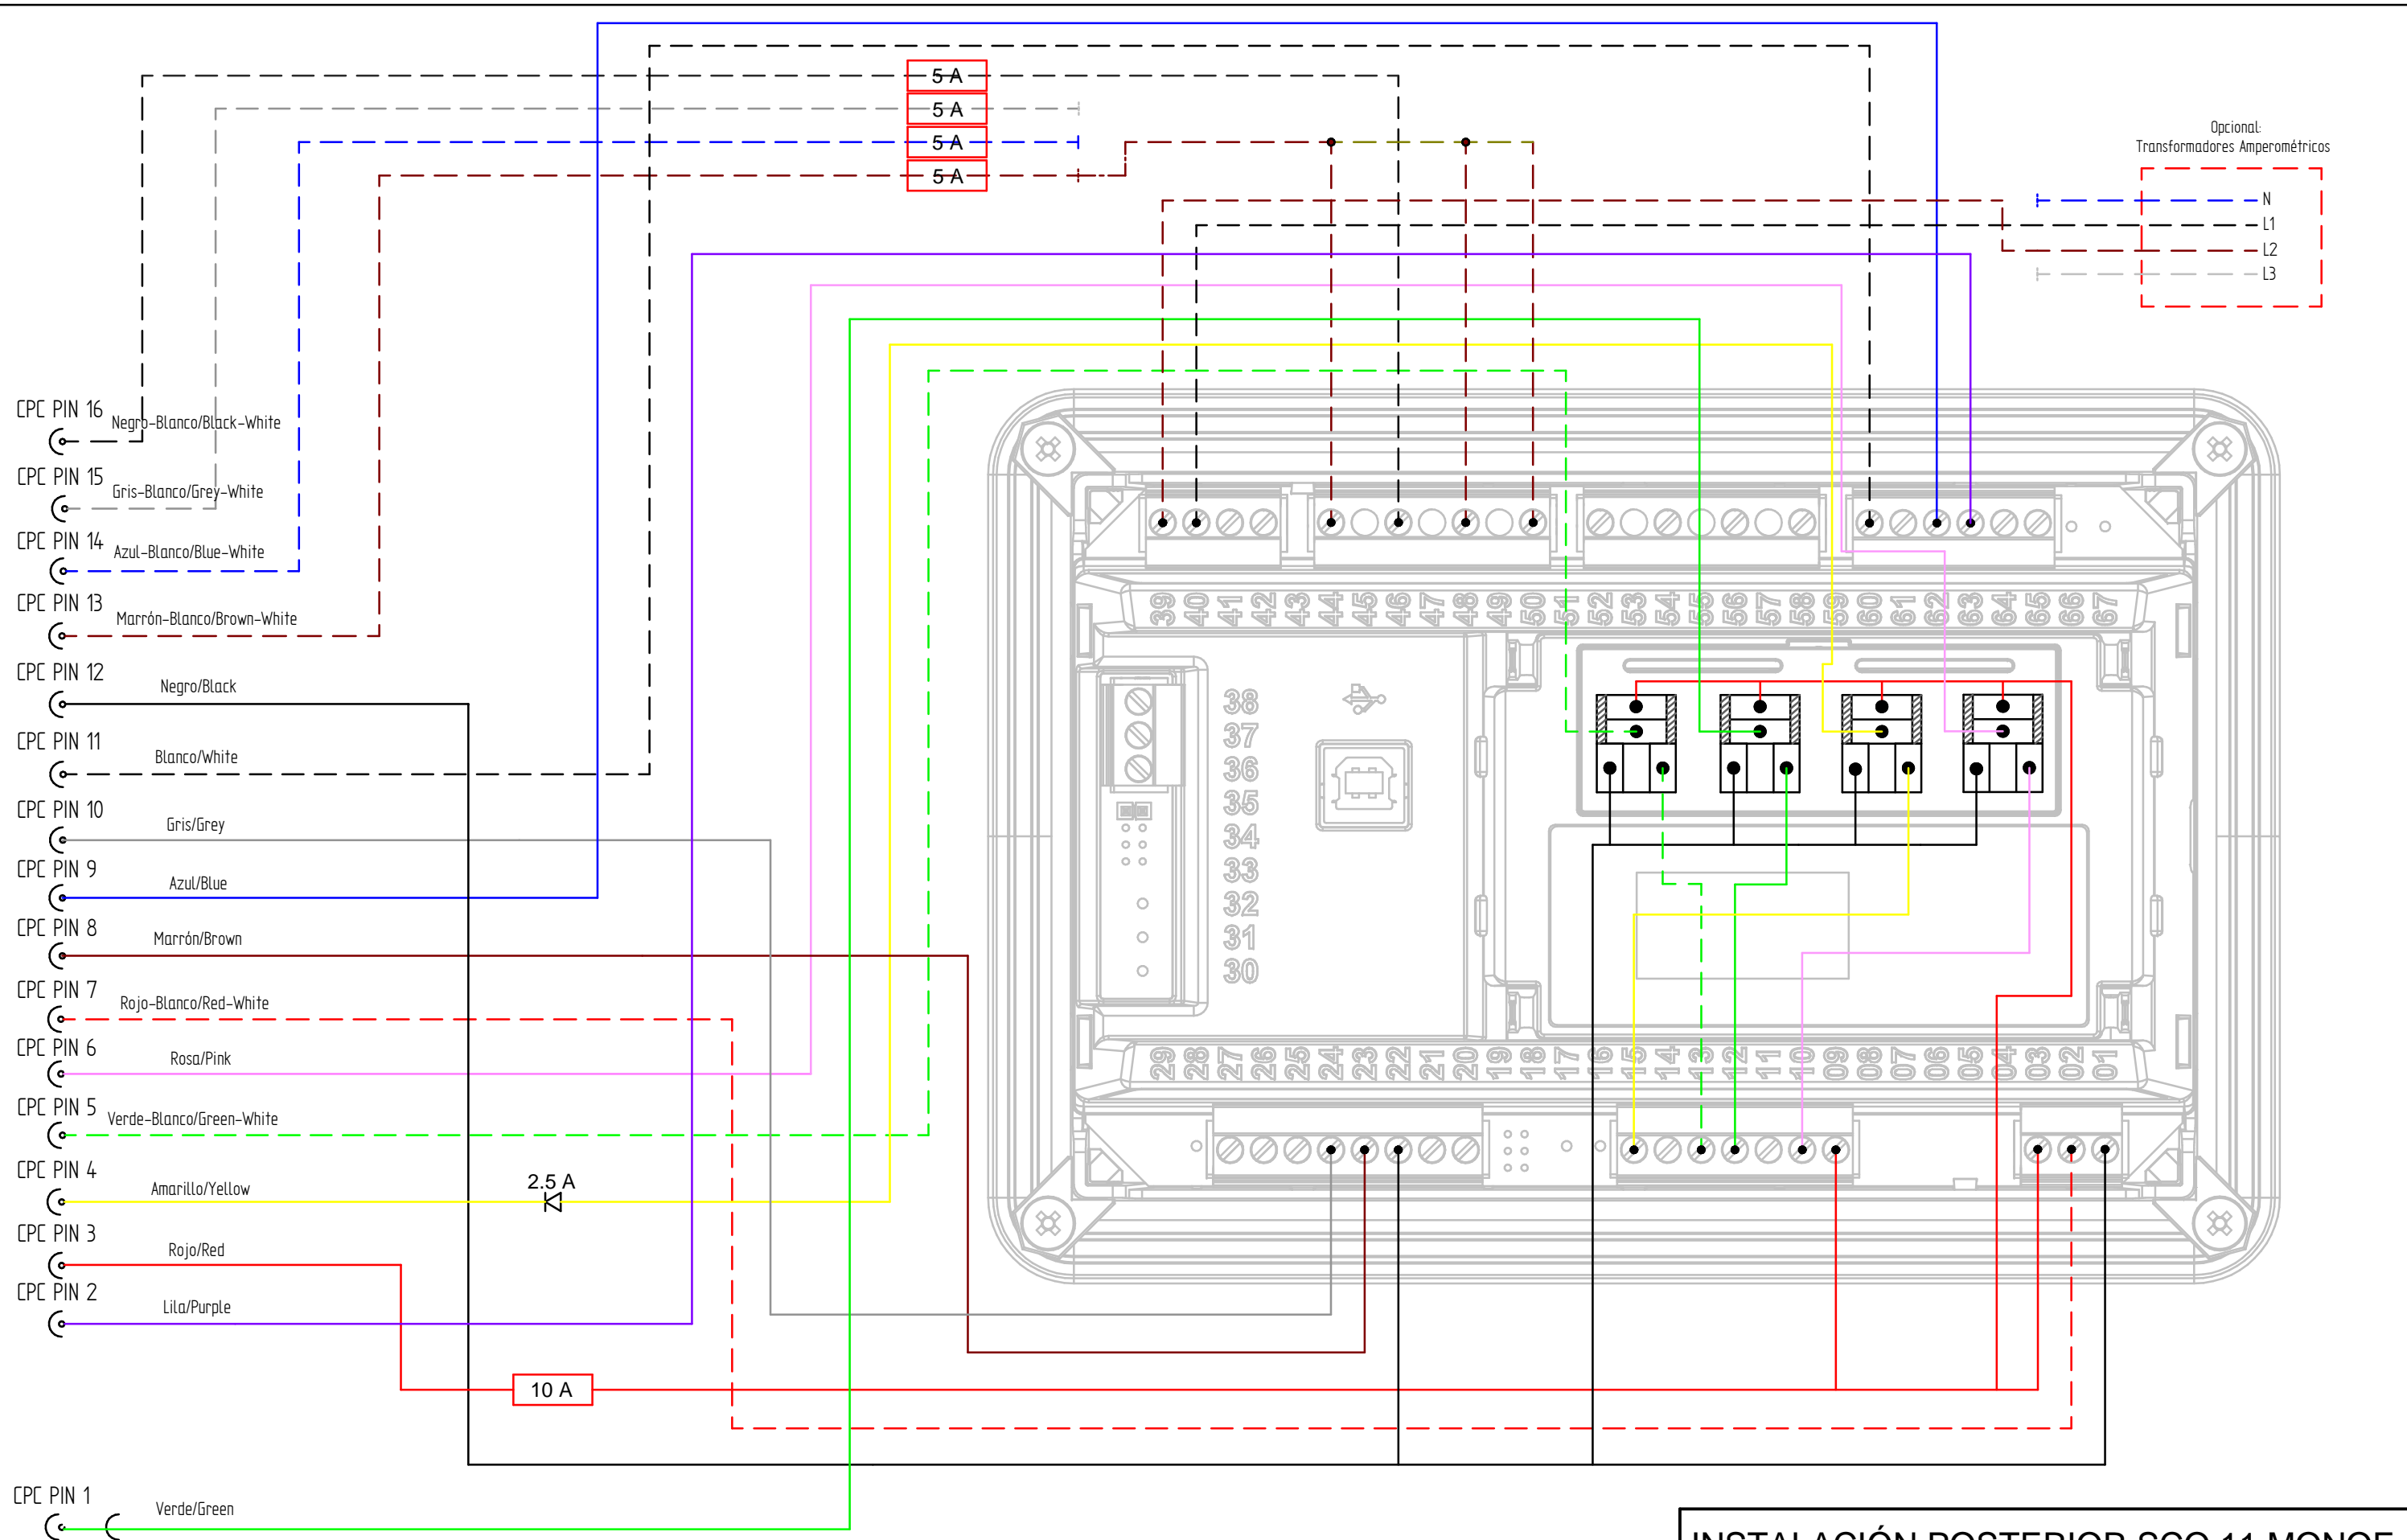 5 A
5 A
5 A
5 A
Opcional:
Transformadores Amperométricos
N
L1
L2
L3
CPC PIN 16
Negro-Blanco/Black-White
CPC PIN 15
Gris-Blanco/Grey-White
CPC PIN 14
Azul-Blanco/Blue-White
CPC PIN 13
Marrón-Blanco/Brown-White
CPC PIN 12
Negro/Black
CPC PIN 11
Blanco/White
CPC PIN 10
Gris/Grey
CPC PIN 9
Azul/Blue
CPC PIN 8
Marrón/Brown
CPC PIN 7
Rojo-Blanco/Red-White
CPC PIN 6
Rosa/Pink
CPC PIN 5
Verde-Blanco/Green-White
CPC PIN 4
Amarillo/Yellow
2.5 A
CPC PIN 3
Rojo/Red
CPC PIN 2
Lila/Purple
10 A
CPC PIN 1
Verde/Green
39 40 41 42 43 44 45 46 47 48 49 50 51 52 53 54 55 56 57 58 59 60 61 62 63 64 65 66 67
38
37
36
35
34
33
32
31
30
29 28 27 26 25 24 23 22 21 20 19 18 17 16 15 14 13 12 11 10 09 08 07 06 05 04 03 02 01
INSTALACIÓN POSTERIOR SCO 11